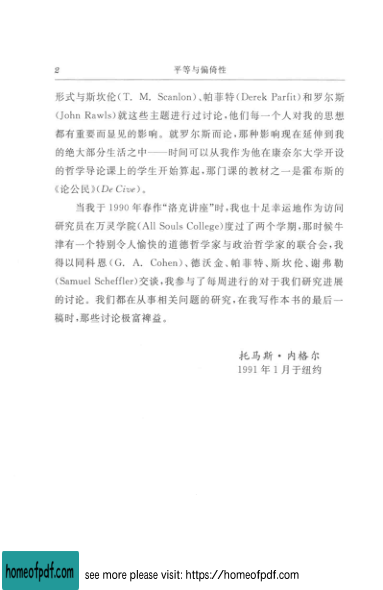 2 平等与偏倚性
形式与斯坎伦(T. M. Scanlon)、帕菲特(Derek Parfit)和罗尔斯
(John Rawls)就这些主题进行过讨论,他们每一个人对我的思想
都有重要而显见的影响。就罗尔斯而论,那种影响现在延伸到我
的绝大部分生活之中——时间可以从我作为他在康奈尔大学开设
的哲学导论课上的学生开始算起,那门课的教材之一是霍布斯的
《论公民》(De Cive)。
当我于 1990 年春作“洛克讲座”时,我也十足幸运地作为访问
研究员在万灵学院(All Souls College)度过了两个学期,那时候牛
津有一个特别令人愉快的道德哲学家与政治哲学家的联合会,我
得以同科恩(G. A. Cohen)、德沃金、帕菲特、斯坎伦、谢弗勒
(Samuel Scheffler)交谈,我参与了每周进行的对于我们研究进展
的讨论。我们都在从事相关问题的研究,在我写作本书的最后一
稿时,那些讨论极富裨益。
托马斯·内格尔
1991 年 1 月于纽约
homeofpdf.com see more please visit: https://homeofpdf.com